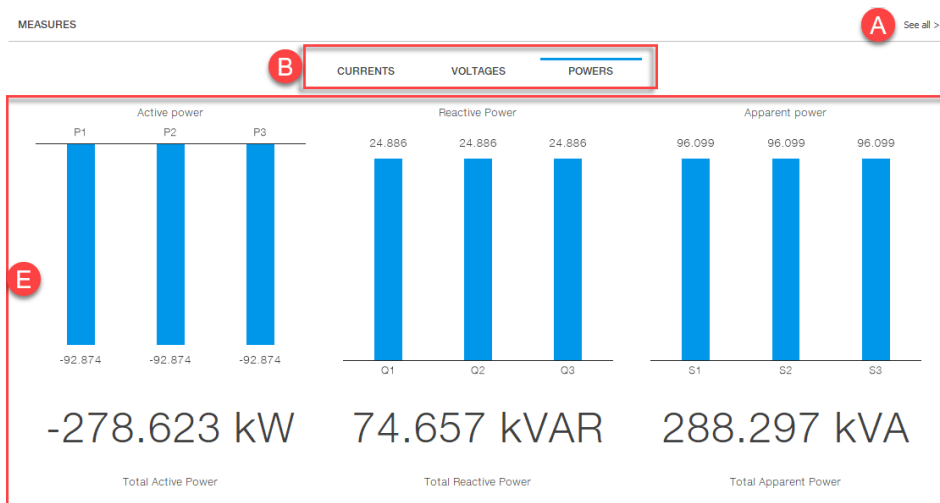 MEASURES
A
See all >
B
CURRENTS VOLTAGES POWERS
E
Active power
P1 P2 P3
-92.874 -92.874 -92.874
-278.623 kW
Total Active Power
Reactive Power
24.886 24.886 24.886
Q1 Q2 Q3
74.657 kVAR
Total Reactive Power
Apparent power
96.099 96.099 96.099
S1 S2 S3
288.297 kVA
Total Apparent Power